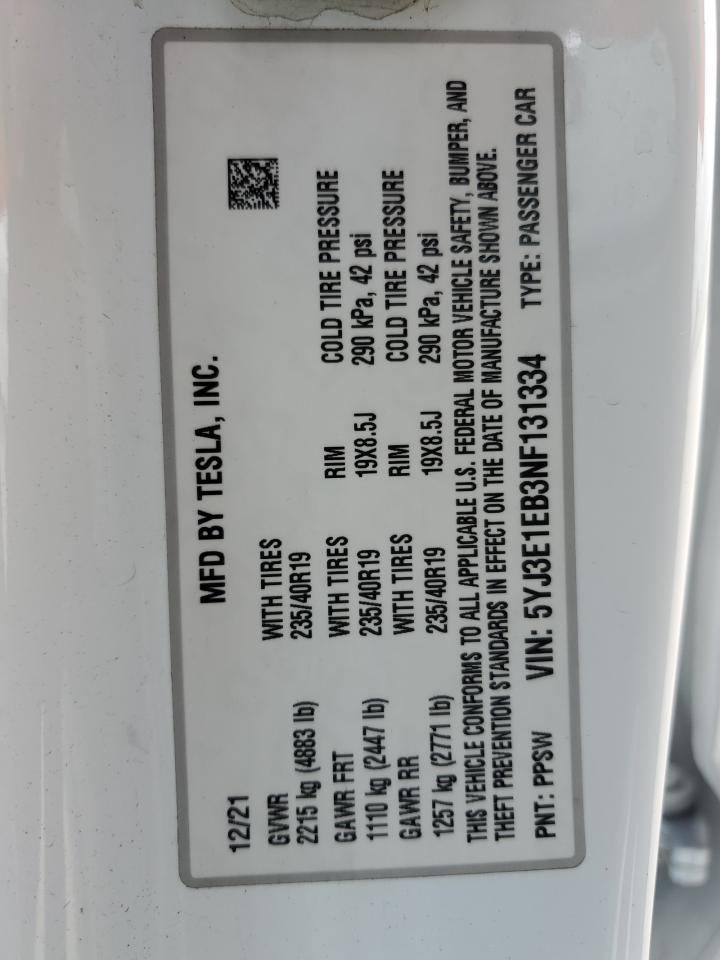 MFD BY TESLA, INC.
12/21
GVWR WITH TIRES
2215 kg (4883 lb) 235/40R19
GAWR FRT WITH TIRES RIM COLD TIRE PRESSURE
1110 kg (2447 lb) 235/40R19 19X8.5J 290 kPa, 42 psi
GAWR RR WITH TIRES RIM COLD TIRE PRESSURE
1257 kg (2771 lb) 235/40R19 19X8.5J 290 kPa, 42 psi
THIS VEHICLE CONFORMS TO ALL APPLICABLE U.S. FEDERAL MOTOR VEHICLE SAFETY, BUMPER, AND
THEFT PREVENTION STANDARDS IN EFFECT ON THE DATE OF MANUFACTURE SHOWN ABOVE.
PNT: PPSW VIN: 5YJ3E1EB3NF131334 TYPE: PASSENGER CAR